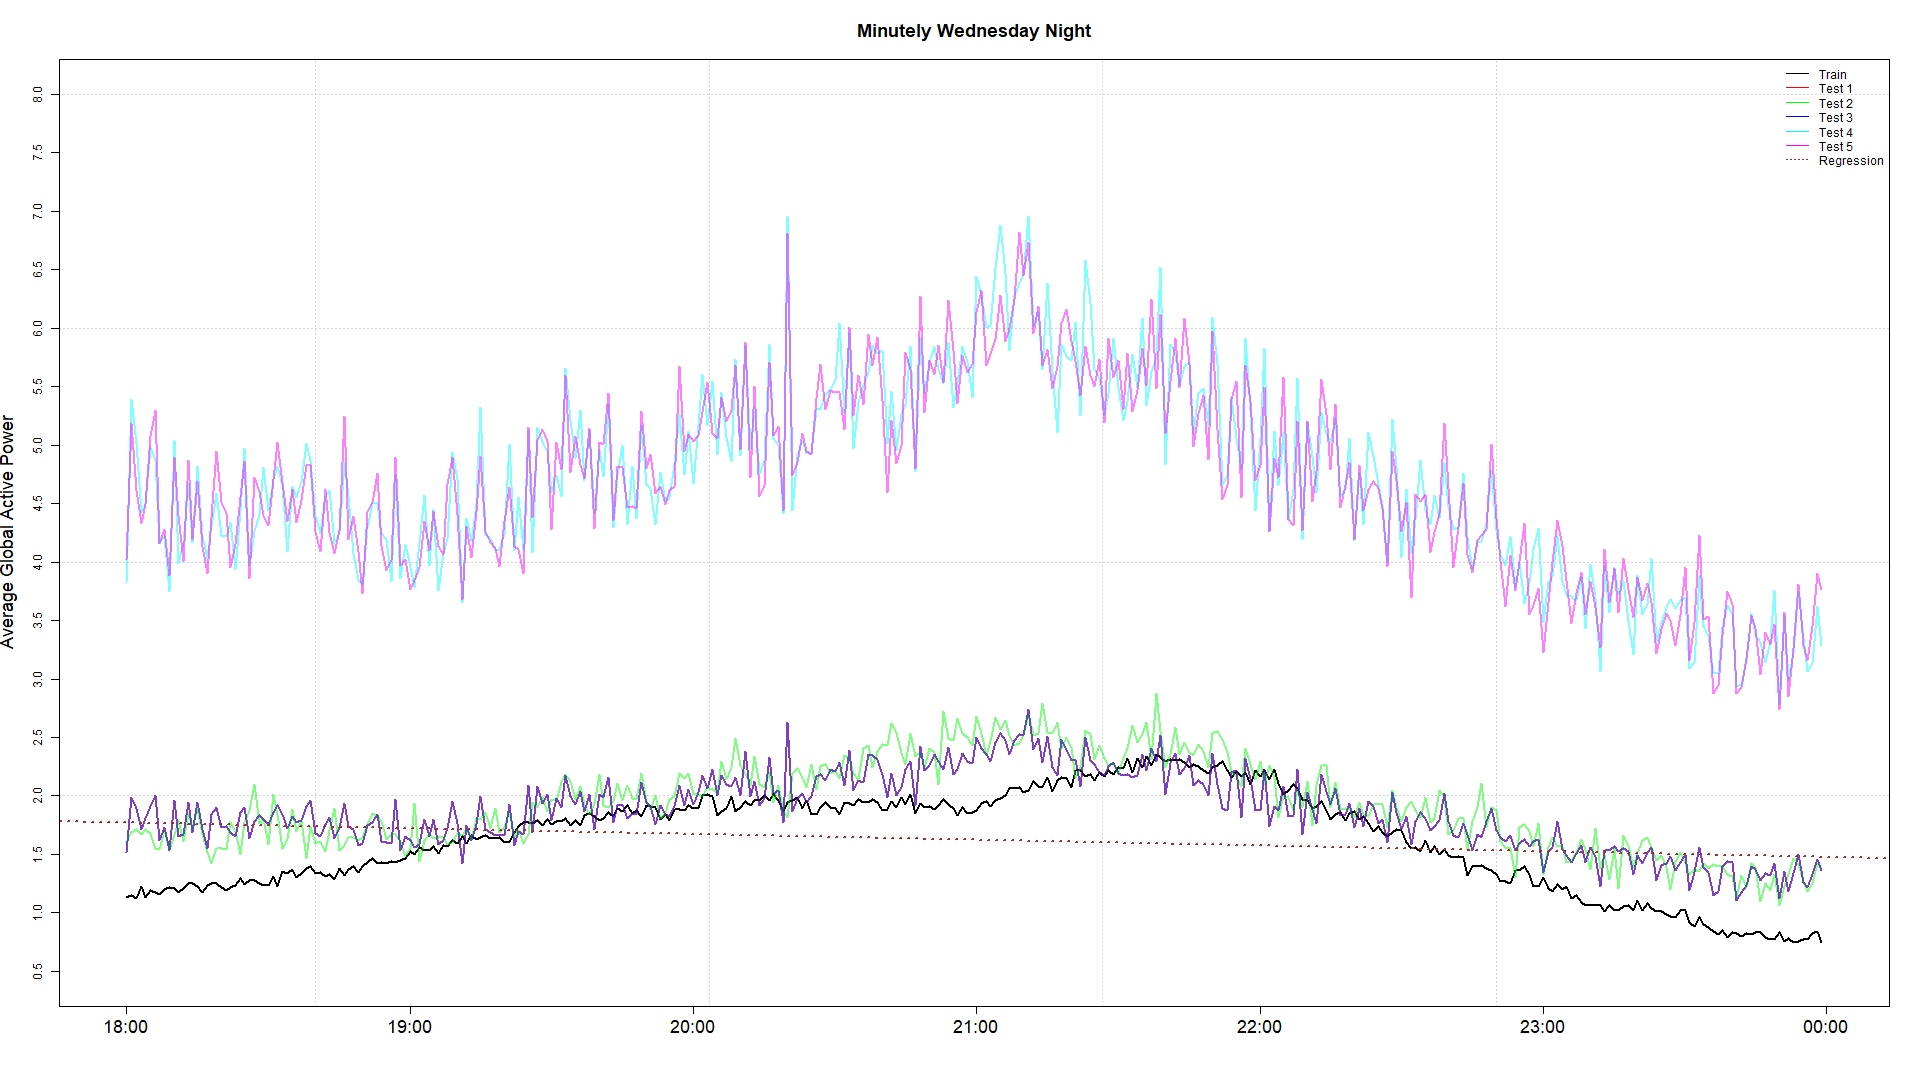 Minutely Wednesday Night
Average Global Active Power
8.0
7.5
7.0
6.5
6.0
5.5
5.0
4.5
4.0
3.5
3.0
2.5
2.0
1.5
1.0
0.5
Train
Test 1
Test 2
Test 3
Test 4
Test 5
Regression
18:00 19:00 20:00 21:00 22:00 23:00 00:00